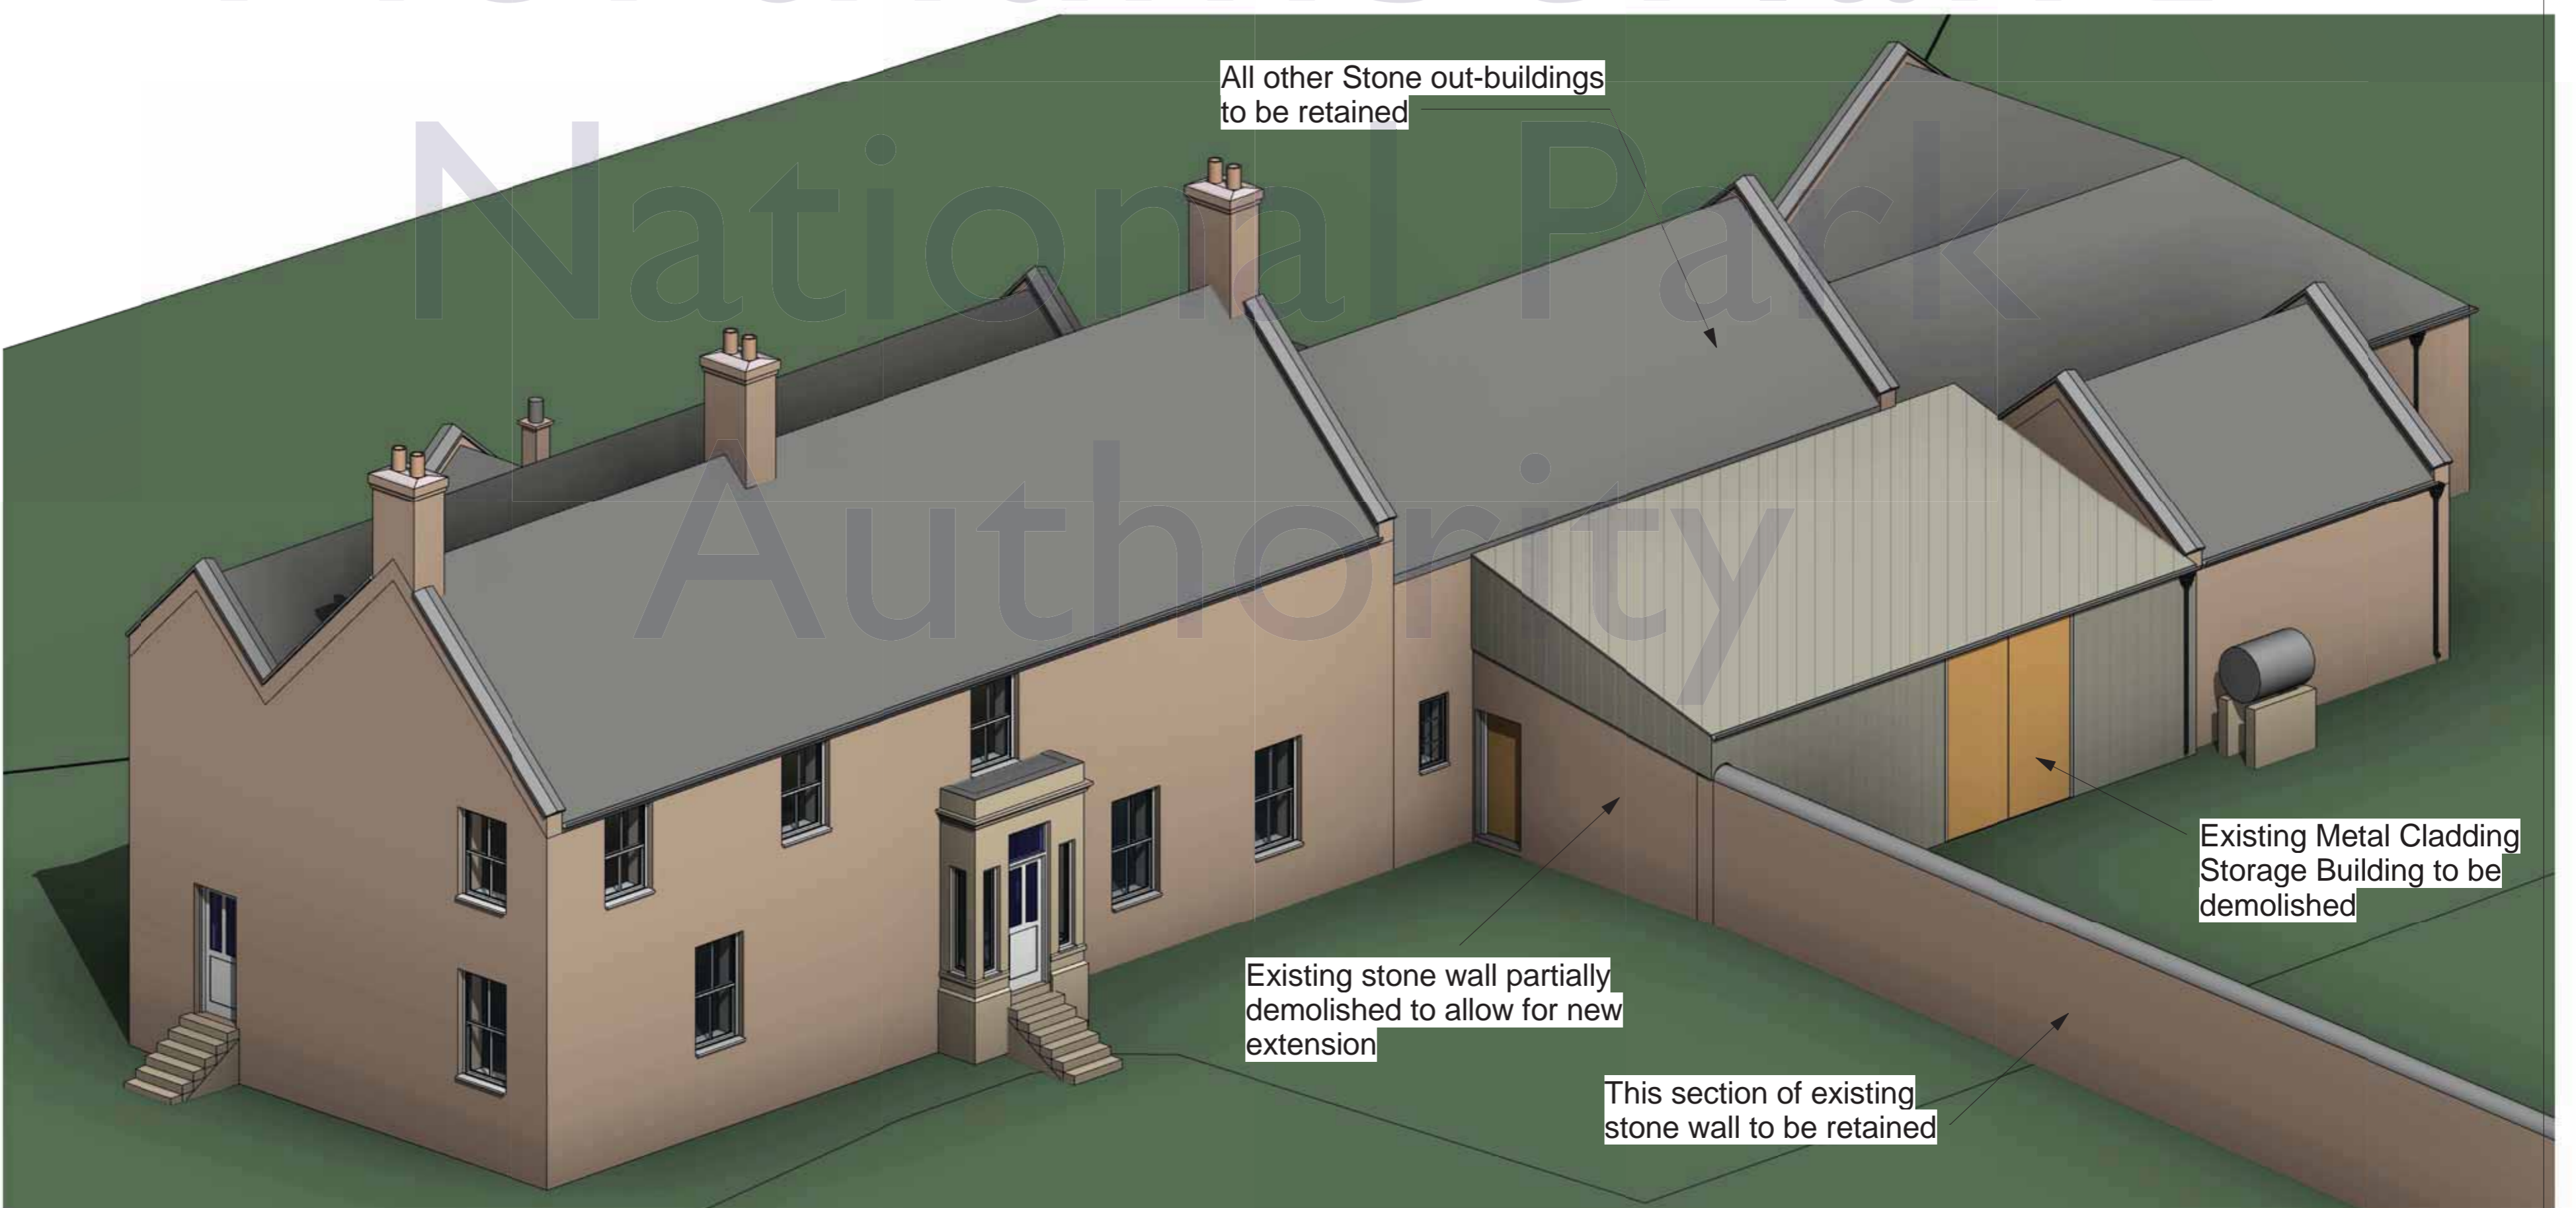 All other Stone out-buildings
to be retained
National Park
Authority
Existing Metal Cladding
Storage Building to be
demolished
Existing stone wall partially
demolished to allow for new
extension
This section of existing
stone wall to be retained